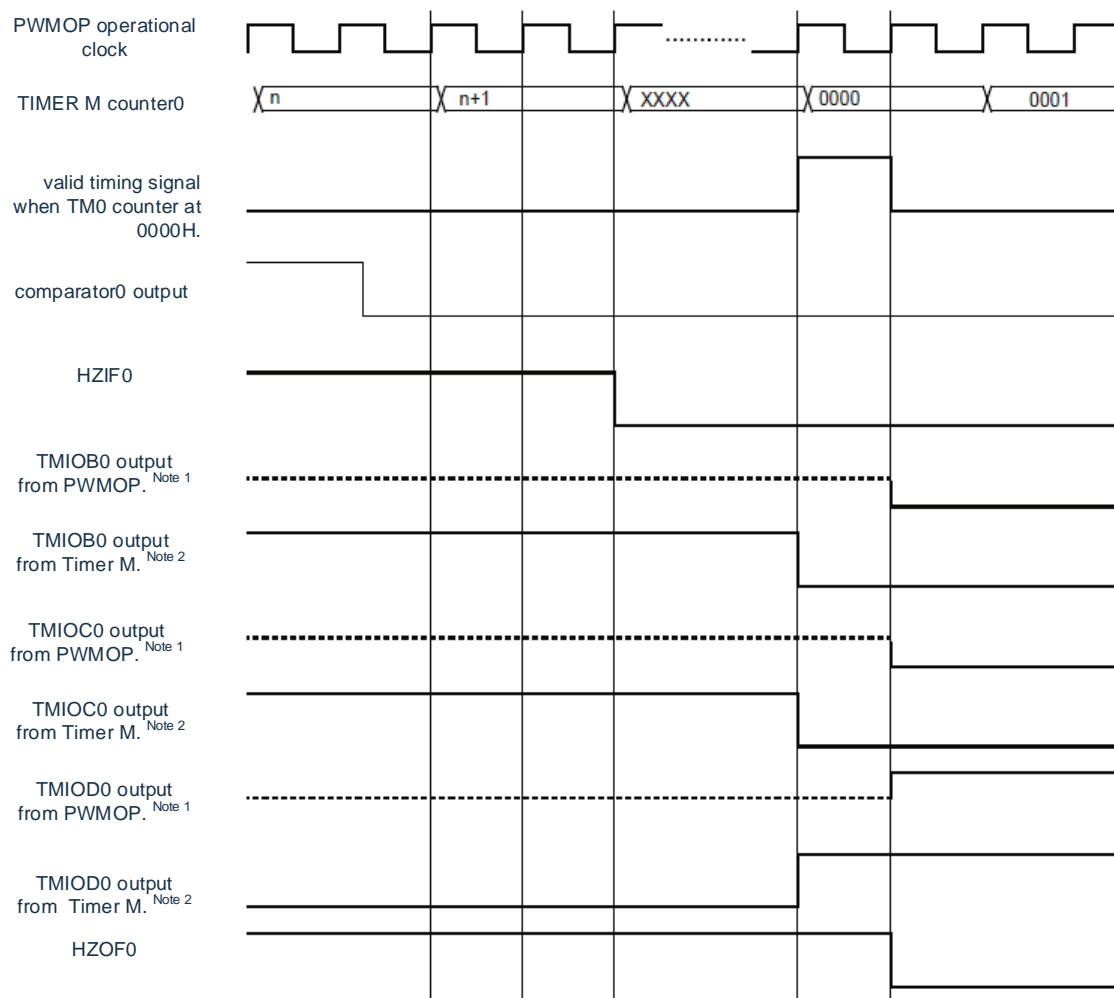 PWMOP operational
clock
TIMER M counter0
n
n+1
XXXX
0000
0001
valid timing signal
when TM0 counter at
0000H.
comparator0 output
HZIF0
TMIOB0 output
from PWMOP. Note 1
TMIOB0 output
from Timer M. Note 2
TMIOC0 output
from PWMOP. Note 1
TMIOC0 output
from Timer M. Note 2
TMIOD0 output
from PWMOP. Note 1
TMIOD0 output
from Timer M. Note 2
HZOF0